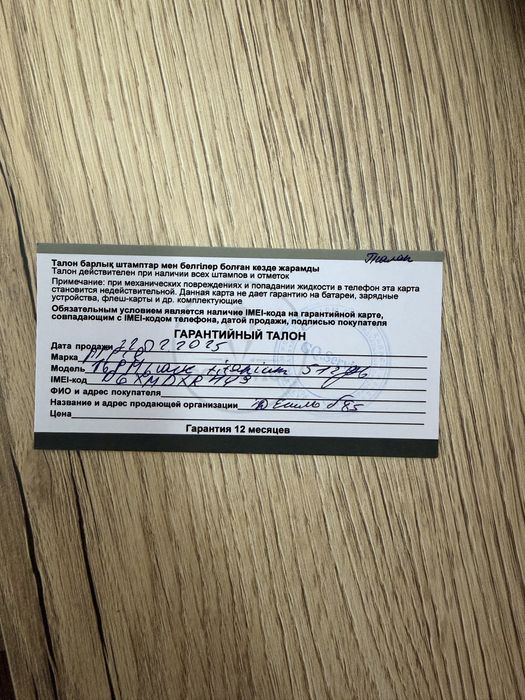 Талон барлық штамптар мен белгілер болған кезде жарамды
Талон действителен при наличии всех штампов и отметок
Примечание: при механических повреждениях и попадании жидкости в телефон эта карта
становится недействительной. Данная карта не дает гарантию на батареи, зарядные
устройства, флеш-карты и др. комплектующие
Обязательным условием является наличие IMEI-кода на гарантийной карте,
совпадающим с IMEI-кодом телефона, датой продажи, подписью покупателя
ГАРАНТИЙНЫЙ ТАЛОН
Дата продажи 22.02 2025
Марка
Модель
IMEI-код
ФИО и адрес покупателя
Название и адрес продающей организации
Цена
Гарантия 12 месяцев